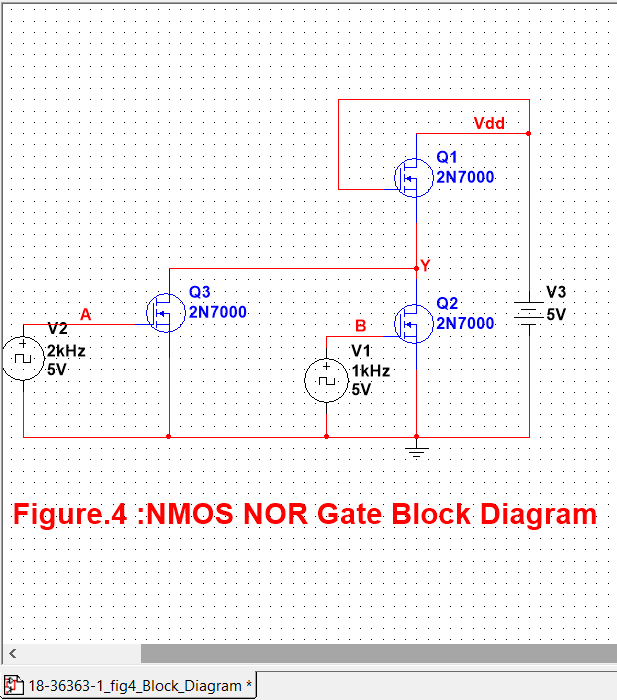 Vdd
Q1
2N7000
Y
Q3
2N7000
Q2
2N7000
V3
5V
A
V2
2kHz
5V
B
V1
1kHz
5V
Figure.4 :NMOS NOR Gate Block Diagram
18-36363-1_fig4_Block_Diagram *